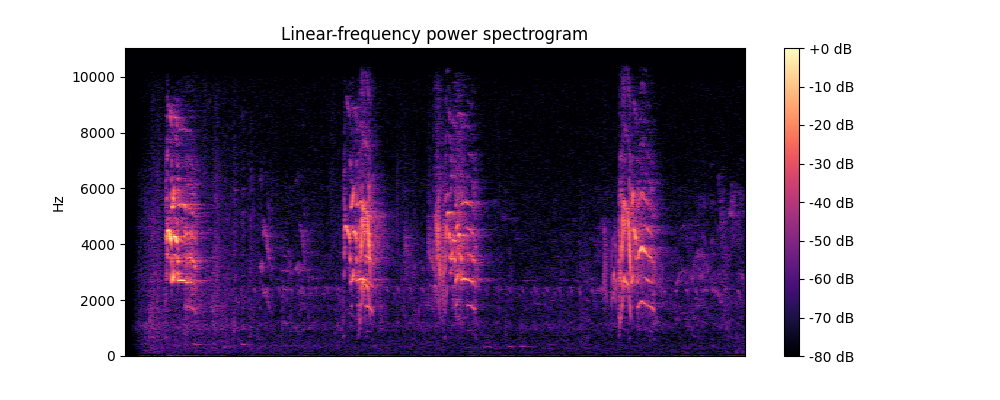 Linear-frequency power spectrogram
Hz
10000
8000
6000
4000
2000
0
+0 dB
-10 dB
-20 dB
-30 dB
-40 dB
-50 dB
-60 dB
-70 dB
-80 dB